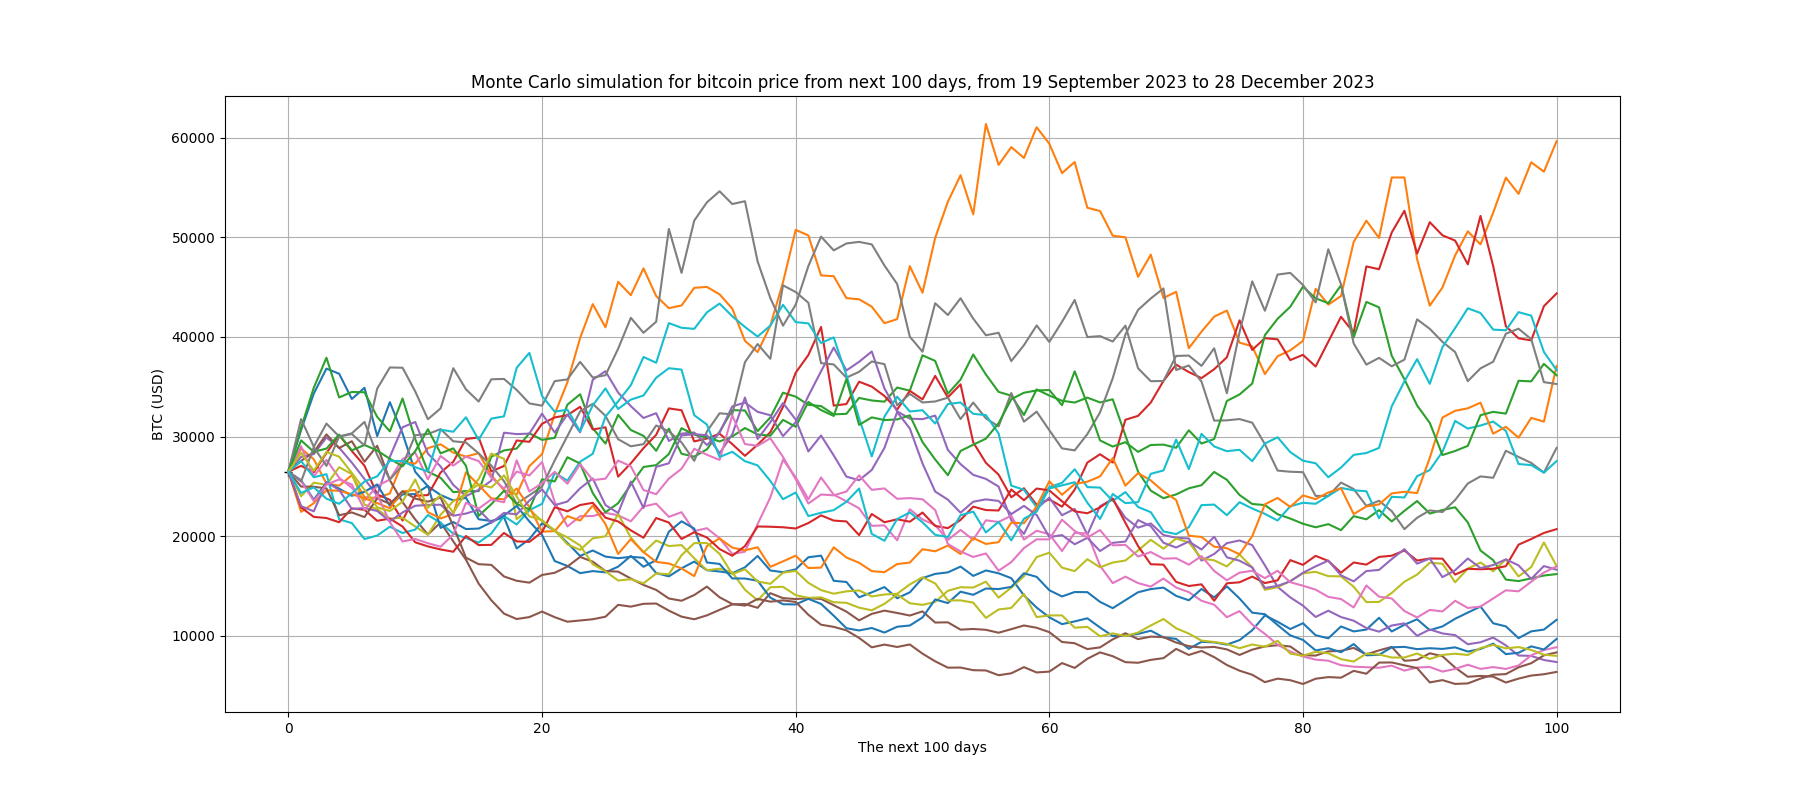 Monte Carlo simulation for bitcoin price from next 100 days, from 19 September 2023 to 28 December 2023
60000
50000
40000
30000
20000
10000
BTC (USD)
0 20 40 60 80 100
The next 100 days